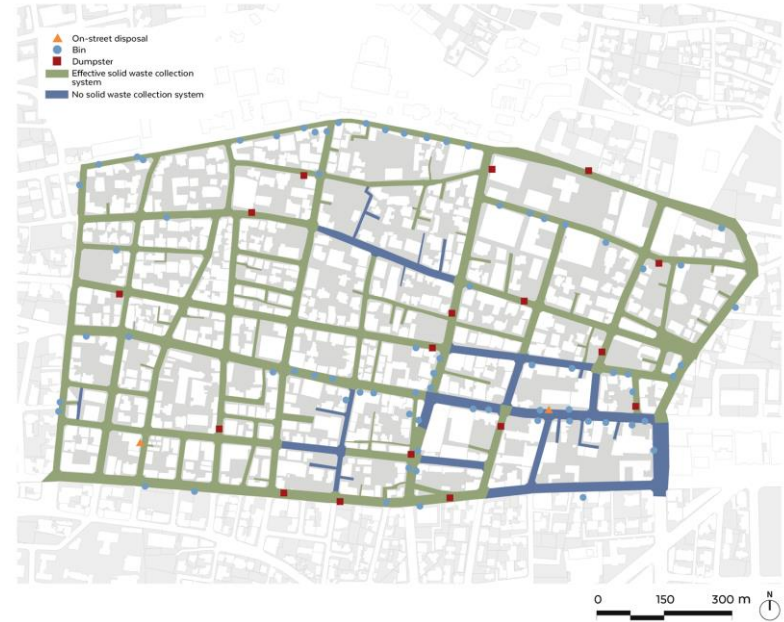 On-street disposal
Bin
Dumpster
Effective solid waste collection
system
No solid waste collection system
0 150 300 m
N